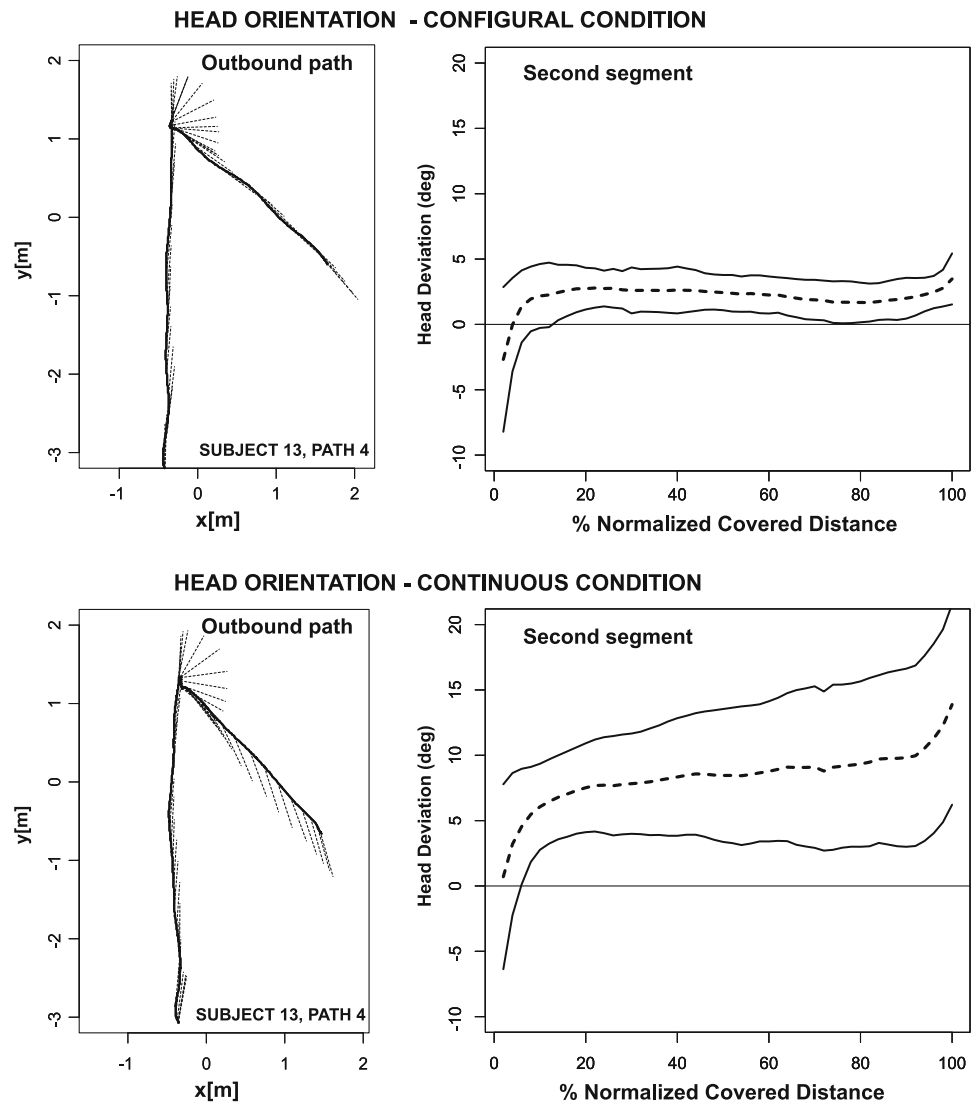 HEAD ORIENTATION - CONFIGURAL CONDITION
Outbound path
2
1
0
-1
-2
-3
y[m]
SUBJECT 13, PATH 4
-1 0 1 2
x[m]
Second segment
20
15
10
5
0
-5
-10
Head Deviation (deg)
0 20 40 60 80 100
% Normalized Covered Distance
HEAD ORIENTATION - CONTINUOUS CONDITION
Outbound path
2
1
0
-1
-2
-3
y[m]
SUBJECT 13, PATH 4
-1 0 1 2
x[m]
Second segment
20
15
10
5
0
-5
-10
Head Deviation (deg)
0 20 40 60 80 100
% Normalized Covered Distance